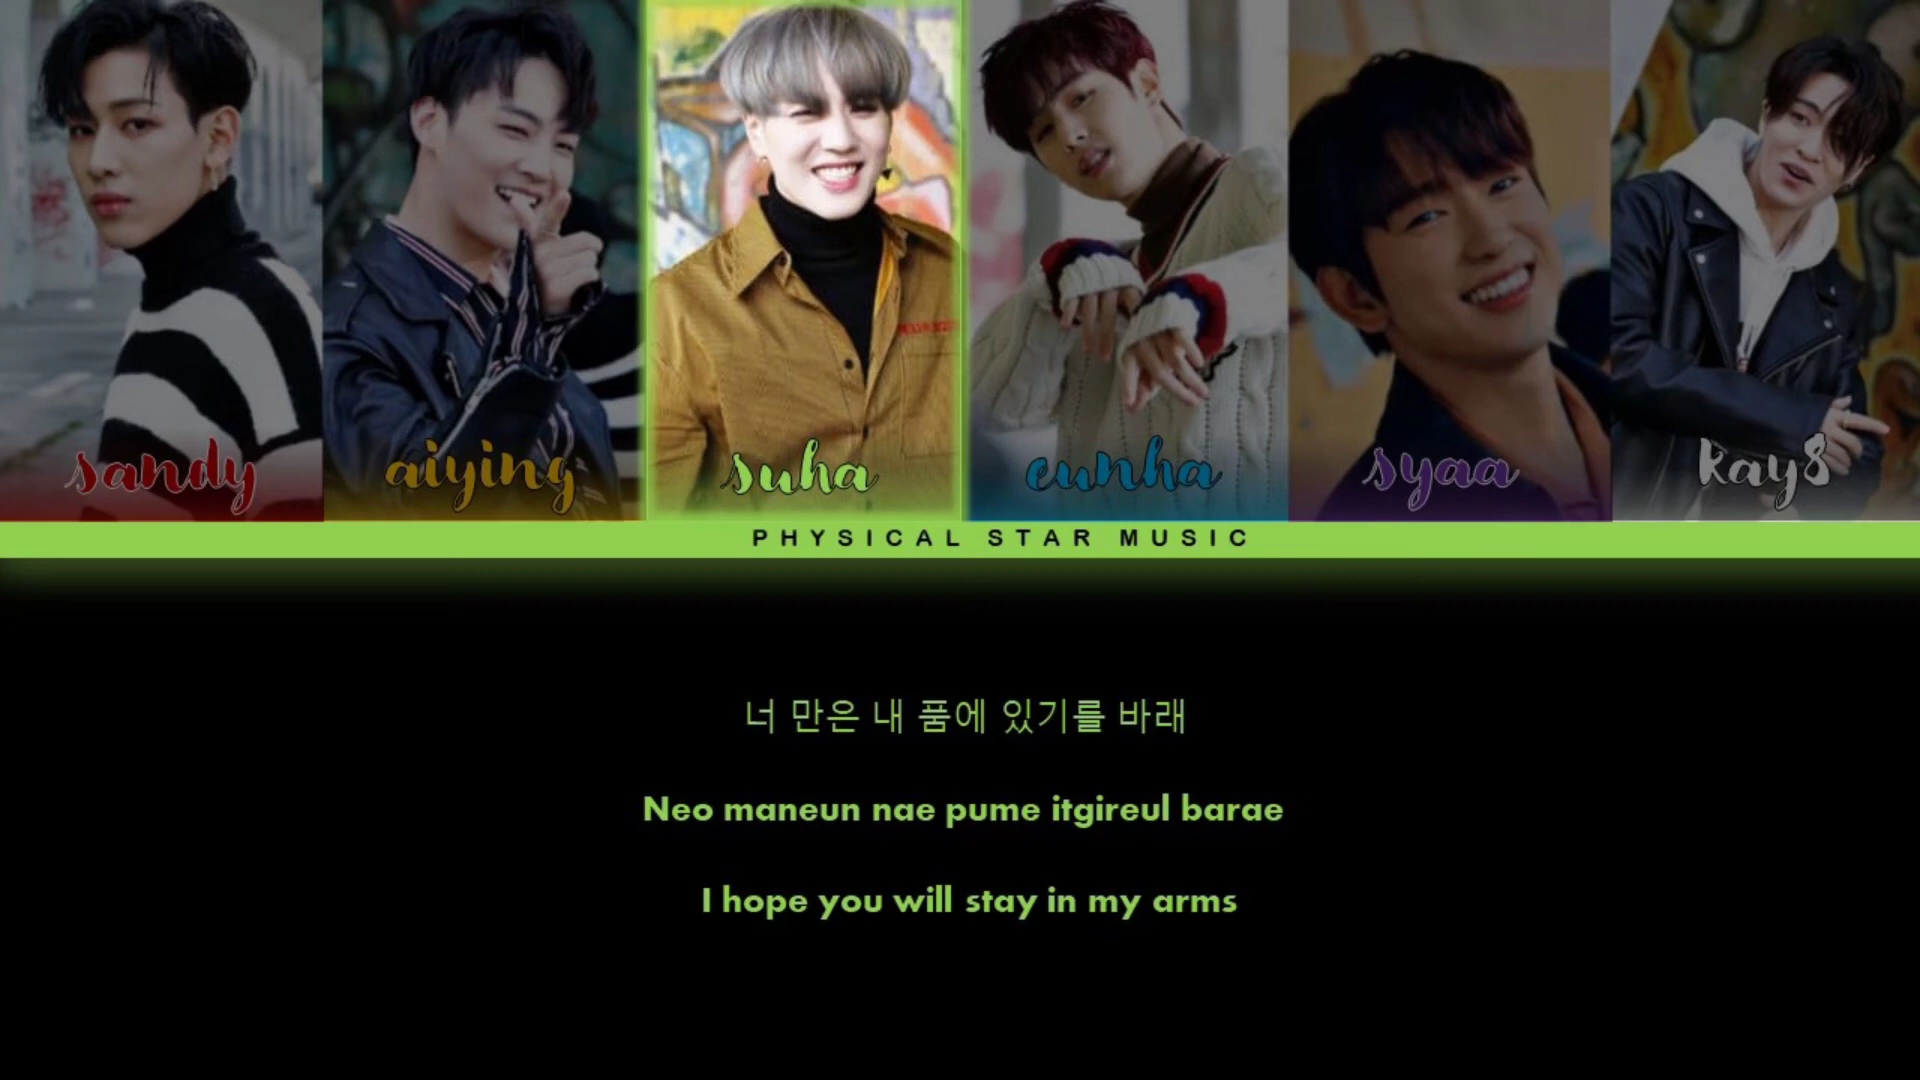 sandy aiying suha eunha syaa kay8
PHYSICAL STAR MUSIC
너 만은 내 품에 있기를 바래
Neo maneun nae pume itgireul barae
I hope you will stay in my arms